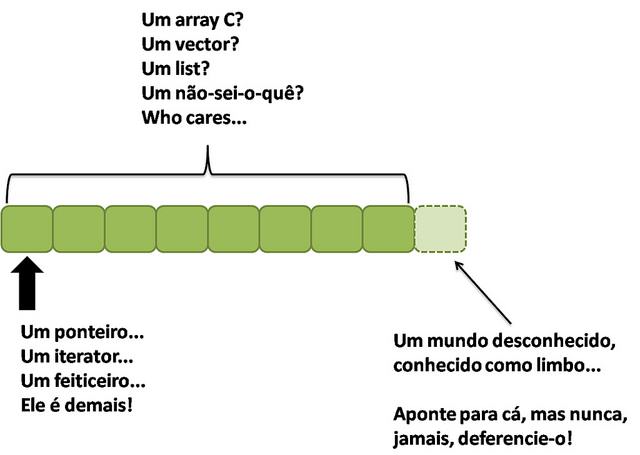 Um array C?
Um vector?
Um list?
Um não-sei-o-quê?
Who cares...
Um ponteiro...
Um iterator...
Um feiticeiro...
Ele é demais!
Um mundo desconhecido,
conhecido como limbo...
Aponte para cá, mas nunca,
jamais, deferencie-o!